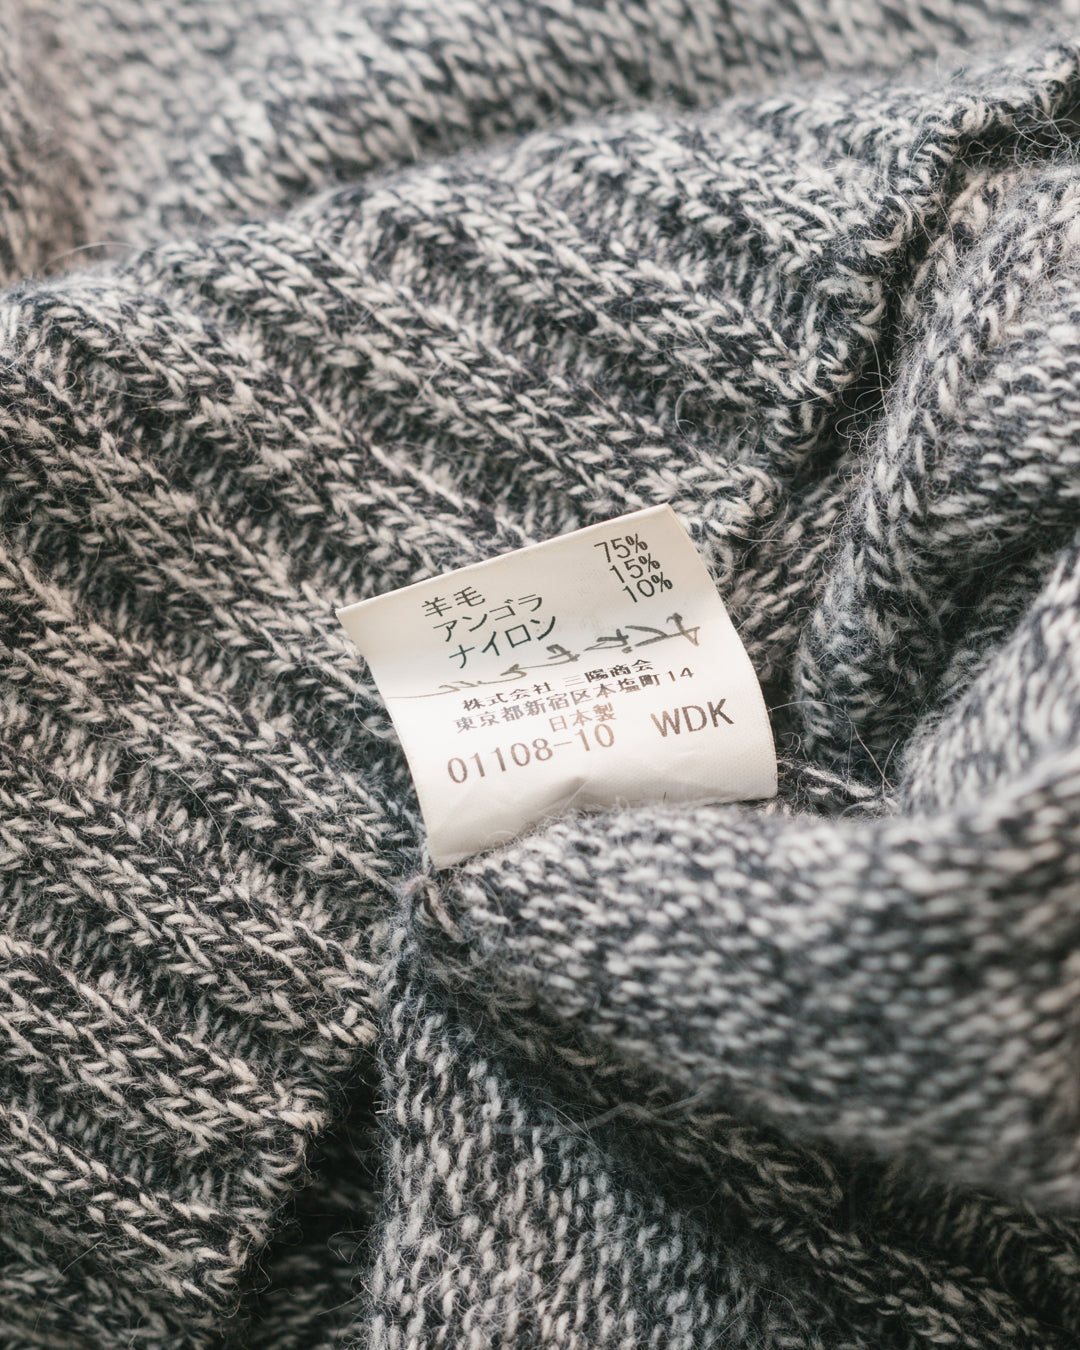 羊毛 75%
アンゴラ 15%
ナイロン 10%
株式会社 三陽商会
東京都新宿区本塩町14
日本製
01108-10 WDK